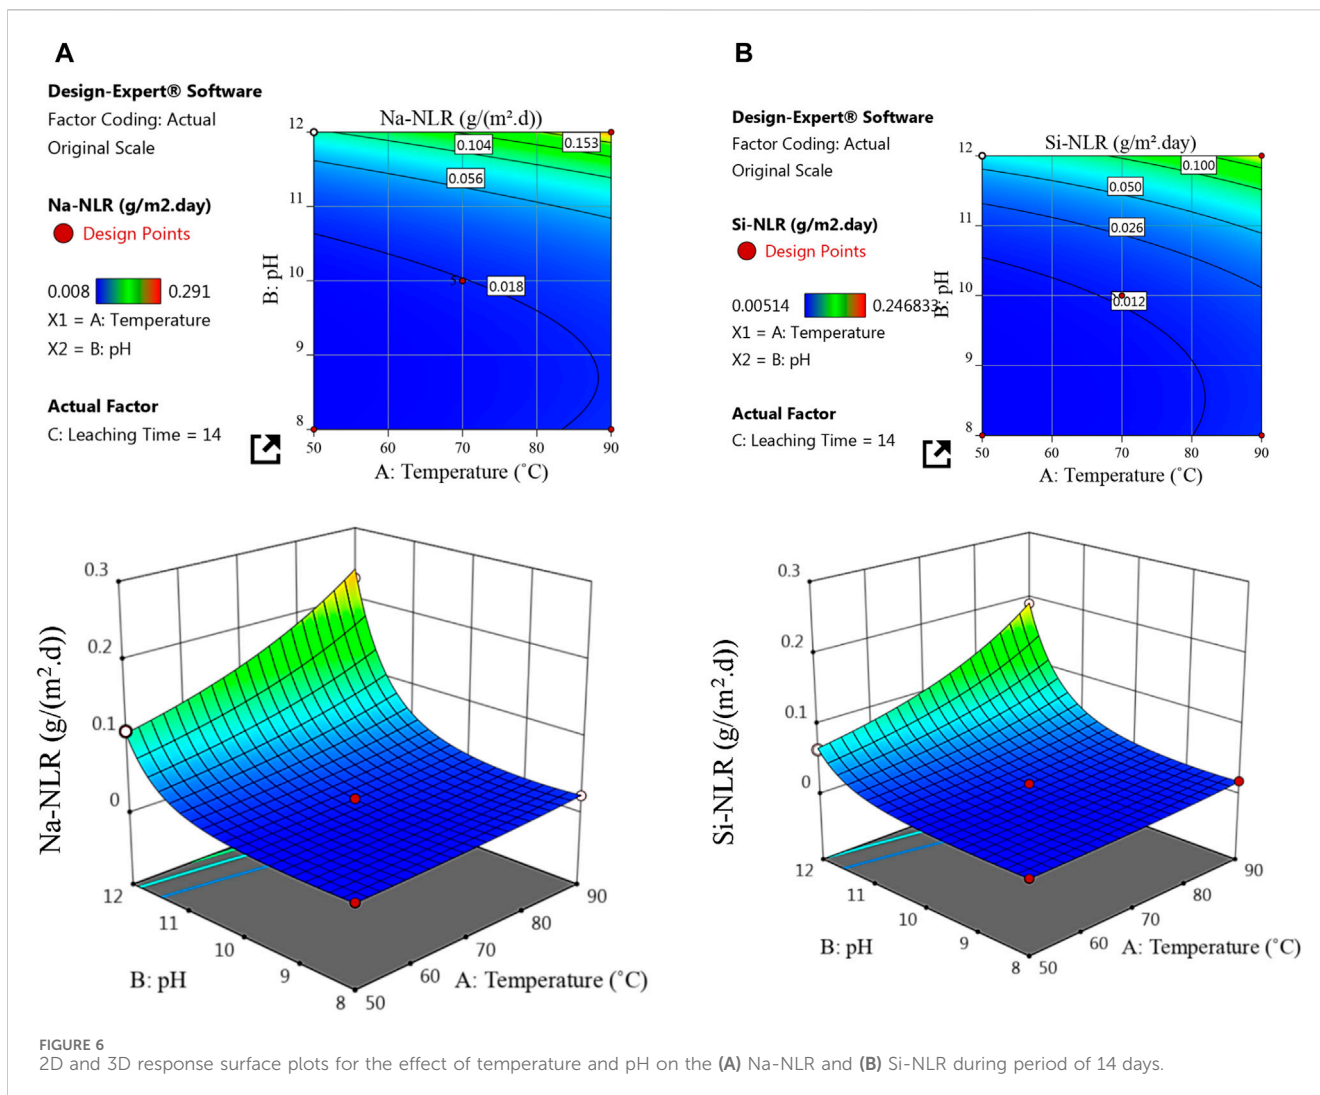 A
Design-Expert® Software
Factor Coding: Actual
Original Scale
Na-NLR (g/m2.day)
Design Points
0.008 0.291
X1 = A: Temperature
X2 = B: pH
Actual Factor
C: Leaching Time = 14
Na-NLR (g/(m².d))
12
11
10
9
8
B: pH
0.104
0.153
0.056
5
0.018
50 60 70 80 90
A: Temperature (˚C)
B
Design-Expert® Software
Factor Coding: Actual
Original Scale
Si-NLR (g/m2.day)
Design Points
0.00514 0.246833
X1 = A: Temperature
X2 = B: pH
Actual Factor
C: Leaching Time = 14
Si-NLR (g/m².day)
12
11
10
9
8
B: pH
0.100
0.050
0.026
0.012
50 60 70 80 90
A: Temperature (˚C)
0.3
0.2
0.1
0
Na-NLR (g/(m².d))
12
11
10
9
8
B: pH
50
60
70
80
90
A: Temperature (˚C)
0.3
0.2
0.1
0
Si-NLR (g/(m².d))
12
11
10
9
8
B: pH
50
60
70
80
90
A: Temperature (˚C)
FIGURE 6
2D and 3D response surface plots for the effect of temperature and pH on the (A) Na-NLR and (B) Si-NLR during period of 14 days.